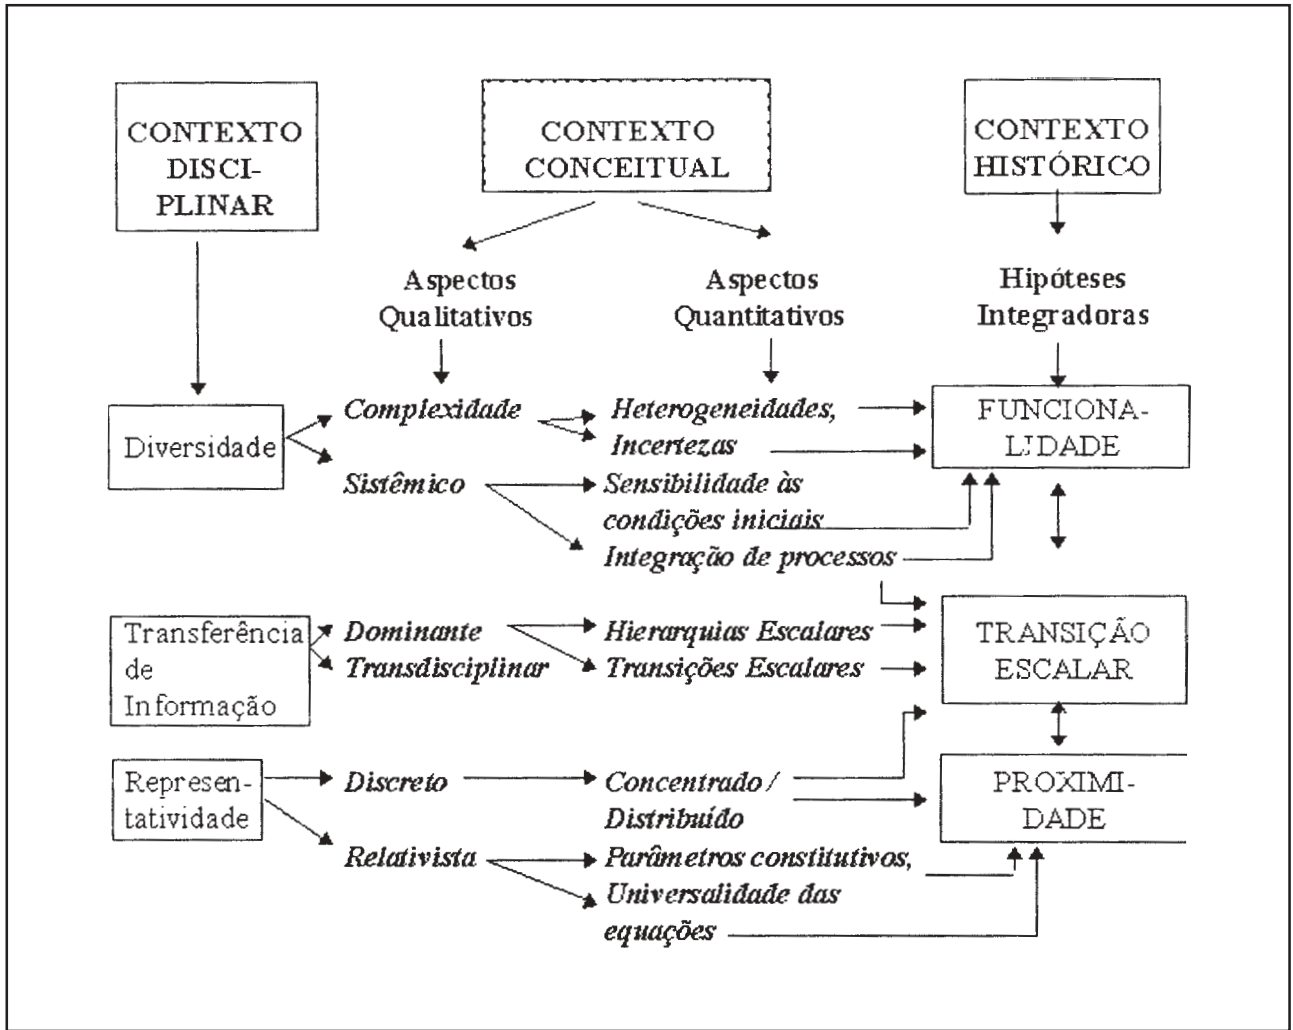 CONTEXTO
DISCI-
PLINAR
CONTEXTO
CONCEITUAL
CONTEXTO
HISTÓRICO
Aspectos
Qualitativos
Aspectos
Quantitativos
Hipóteses
Integradoras
Diversidade
Complexidade
Sistêmico
Heterogeneidades,
Incertezas
Sensibilidade às
condições iniciais
Integração de processos
FUNCIONA-
LIDADE
Transferência
de
Informação
Dominante
Transdisciplinar
Hierarquias Escalares
Transições Escalares
TRANSIÇÃO
ESCALAR
Represen-
tatividade
Discreto
Relativista
Concentrado /
Distribuído
Parâmetros constitutivos,
Universalidade das
equações
PROXIMI-
DADE